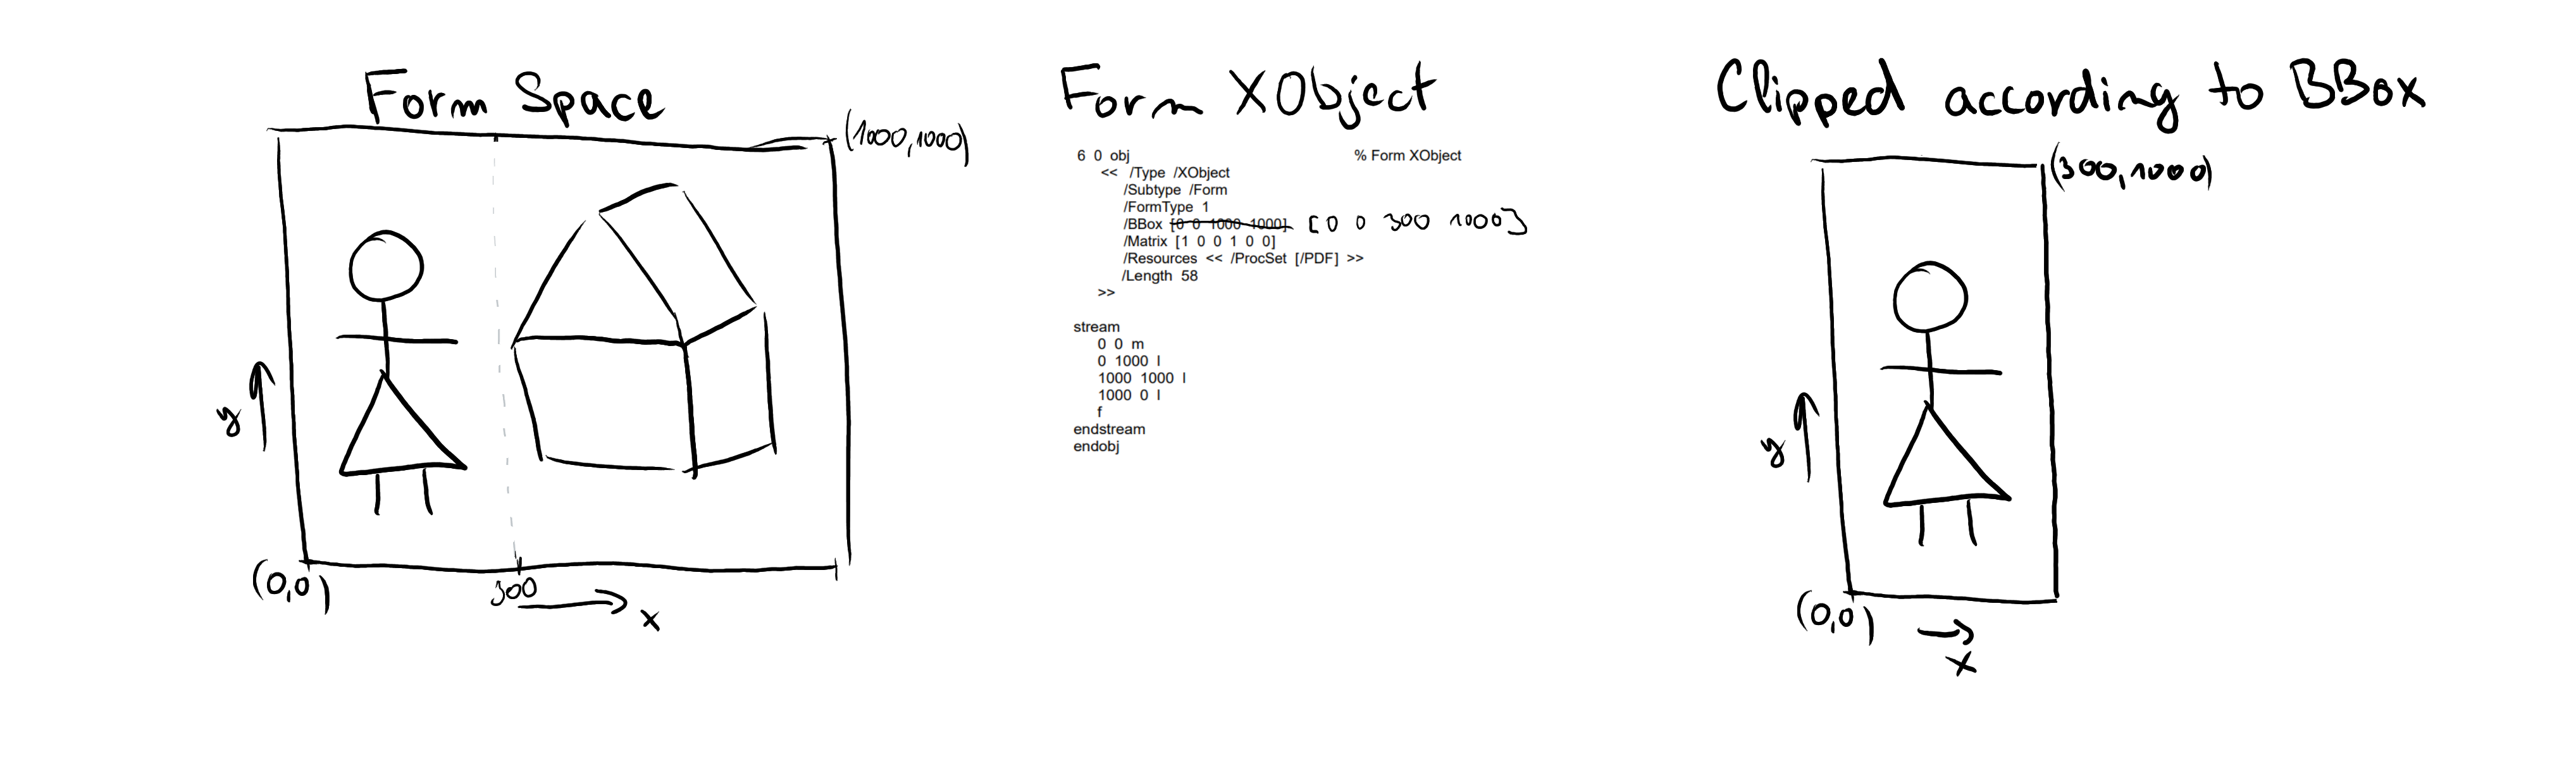 Form Space
(1000,1000)
y
(0,0)
300
x
Form XObject
6 0 obj % Form XObject
<< /Type /XObject
/Subtype /Form
/FormType 1
/BBox [0 0 1000 1000] [0 0 300 1000]
/Matrix [1 0 0 1 0 0]
/Resources << /ProcSet [/PDF] >>
/Length 58
>>
stream
0 0 m
0 1000 l
1000 1000 l
1000 0 l
f
endstream
endobj
Clipped according to BBox
(300,1000)
y
(0,0)
x